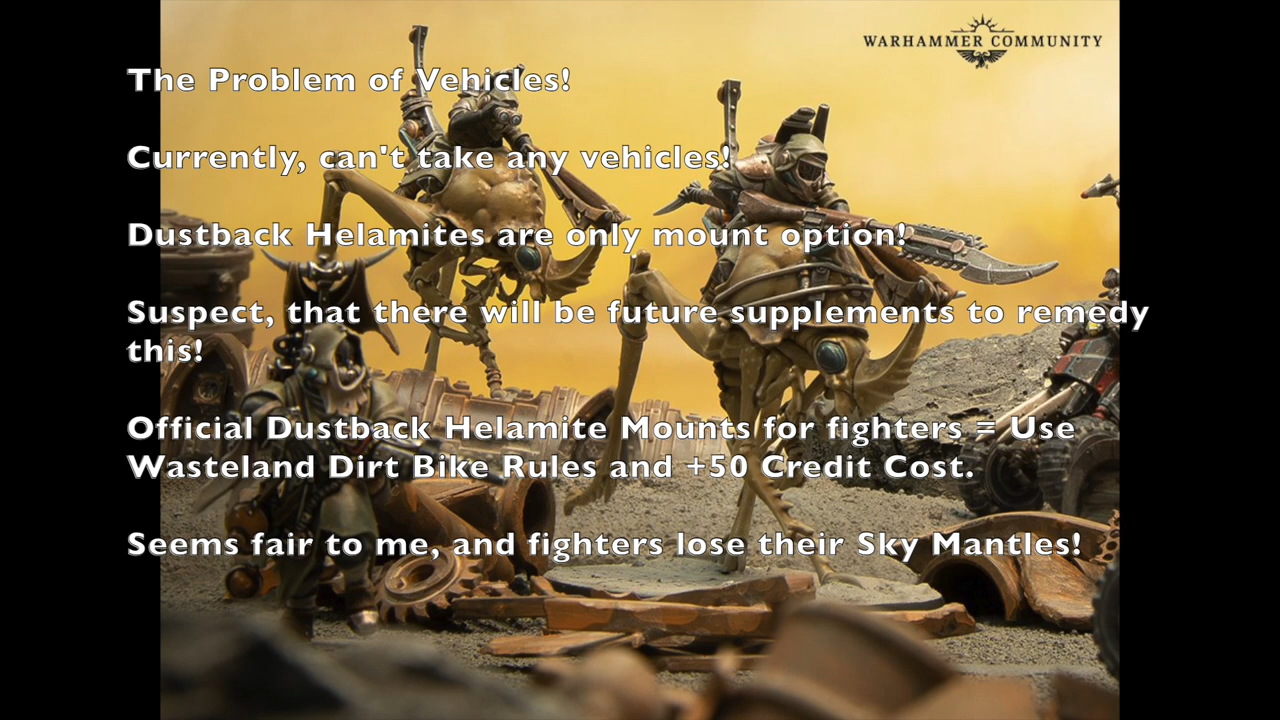 WARHAMMER COMMUNITY
The Problem of Vehicles!
Currently, can't take any vehicles!
Dustback Helamites are only mount option!
Suspect, that there will be future supplements to remedy
this!
Official Dustback Helamite Mounts for fighters = Use
Wasteland Dirt Bike Rules and +50 Credit Cost.
Seems fair to me, and fighters lose their Sky Mantles!